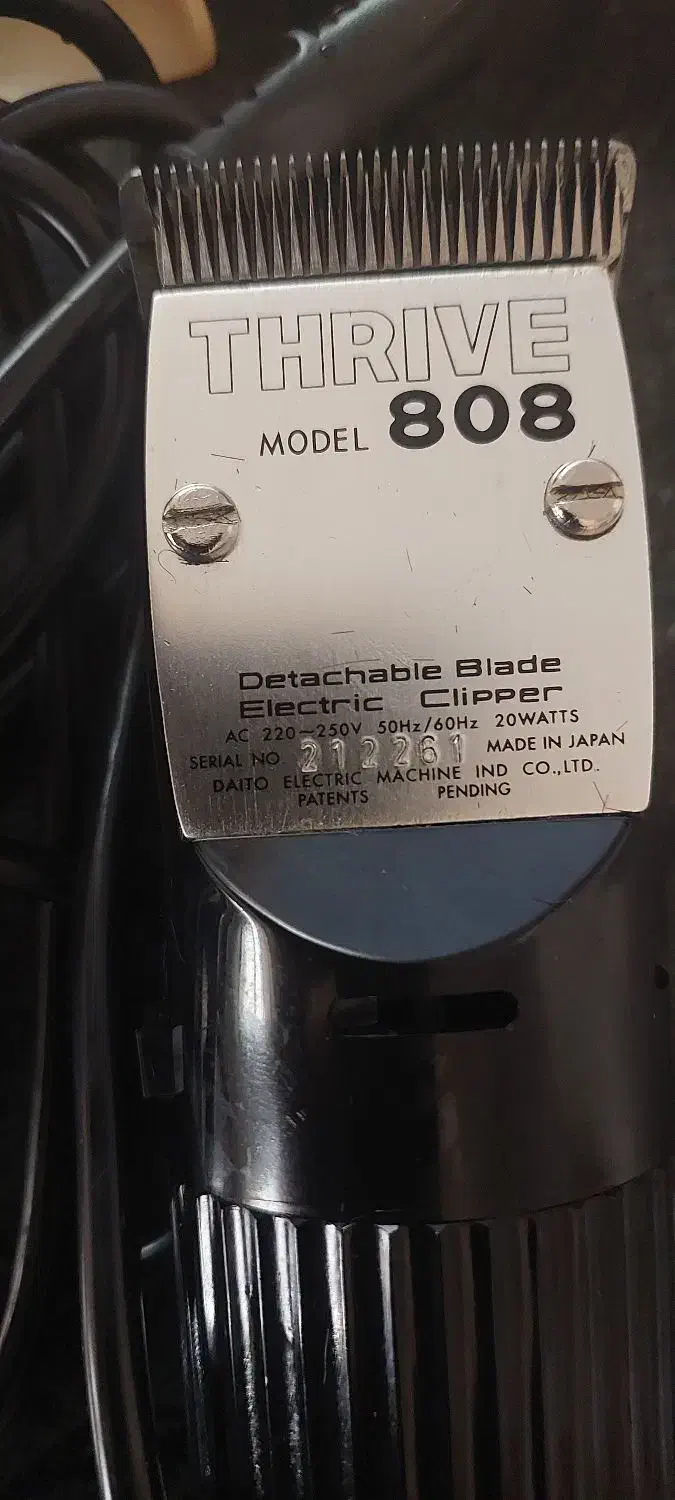 THRIVE
MODEL 808
Detachable Blade
Electric Clipper
AC 220~250V 50Hz/60Hz 20WATTS
SERIAL NO. 212261 MADE IN JAPAN
DAITO ELECTRIC MACHINE IND CO.,LTD.
PATENTS PENDING